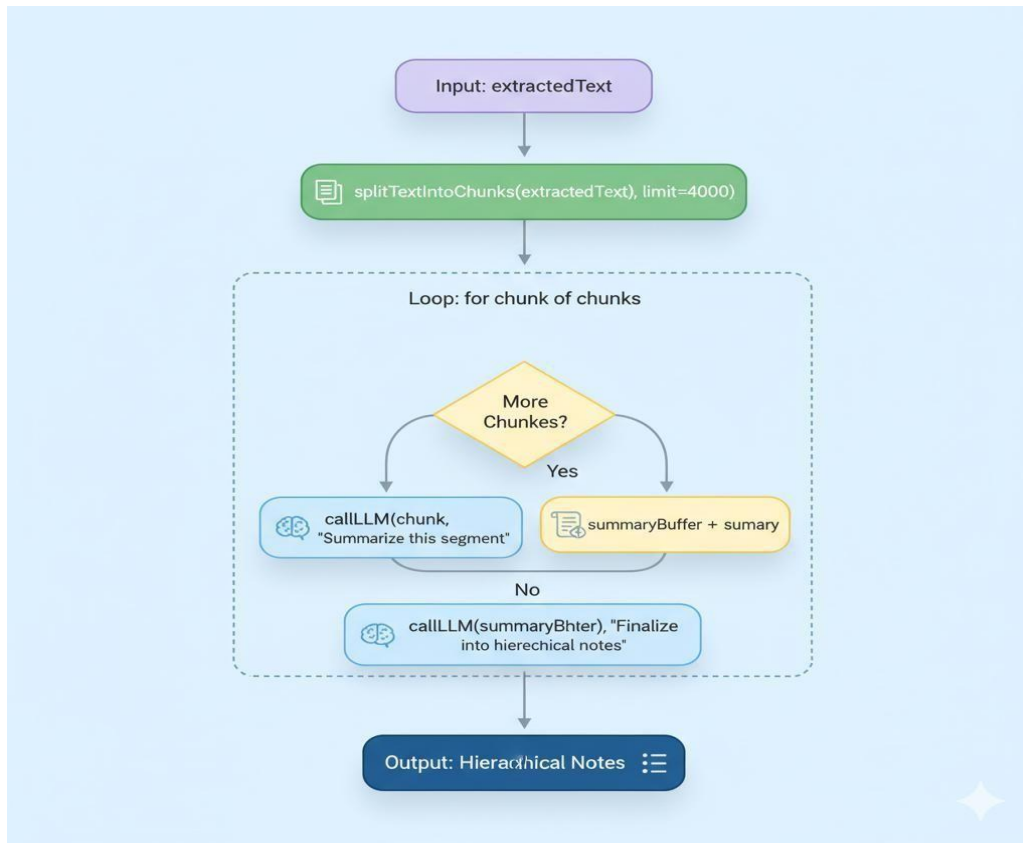 Input: extractedText
splitTextIntoChunks(extractedText), limit=4000)
Loop: for chunk of chunks
More
Chunkes?
Yes
callLLM(chunk,
"Summarize this segment"
summaryBuffer + sumary
No
callLLM(summaryBhter), "Finalize
into hierechical notes"
Output: Hierachical Notes